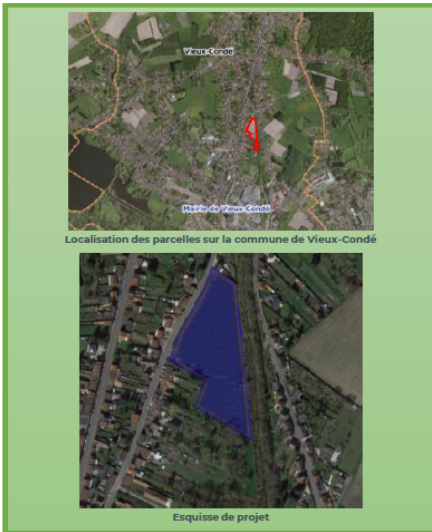 Vieux-Condé
Mairie de Vieux Condé
Localisation des parcelles sur la commune de Vieux-Condé
Esquisse de projet